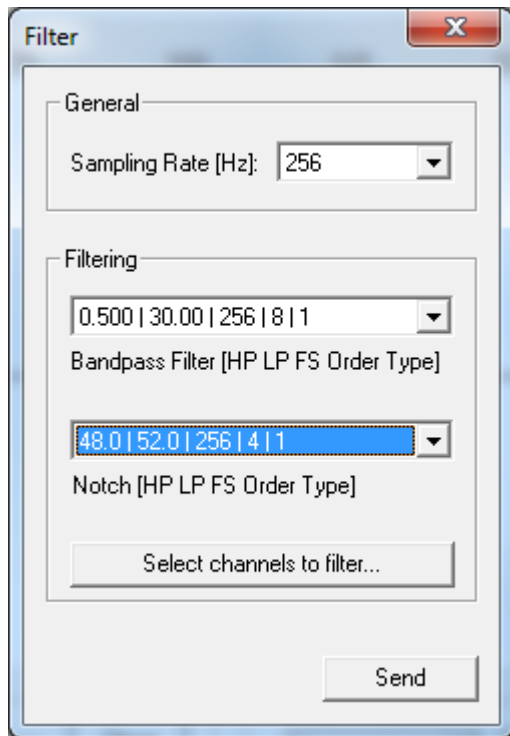 Filter
General
Sampling Rate [Hz]: 256
Filtering
0.500 | 30.00 | 256 | 8 | 1
Bandpass Filter [HP LP FS Order Type]
48.0 | 52.0 | 256 | 4 | 1
Notch [HP LP FS Order Type]
Select channels to filter...
Send